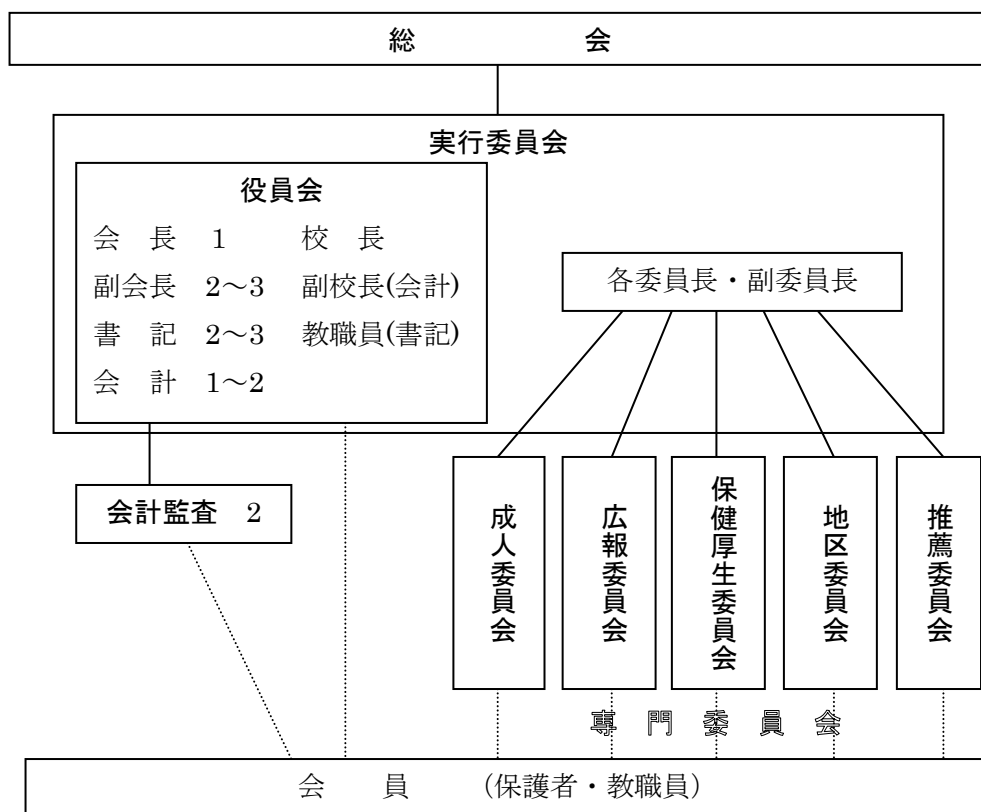 総　会
実行委員会
役員会
会　長　1　校　長
副会長　2～3　副校長(会計)
書　記　2～3　教職員(書記)
会　計　1～2
各委員長・副委員長
会計監査　2
成人委員会
広報委員会
保健厚生委員会
地区委員会
推薦委員会
専門委員会
会　員　(保護者・教職員)